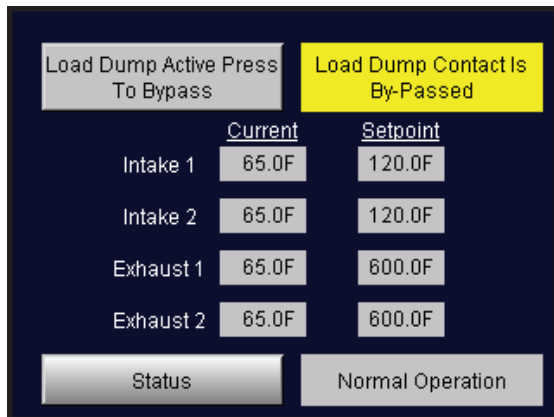 Load Dump Active Press
To Bypass
Load Dump Contact Is
By-Passed
Current Setpoint
Intake 1 65.0F 120.0F
Intake 2 65.0F 120.0F
Exhaust 1 65.0F 600.0F
Exhaust 2 65.0F 600.0F
Status Normal Operation